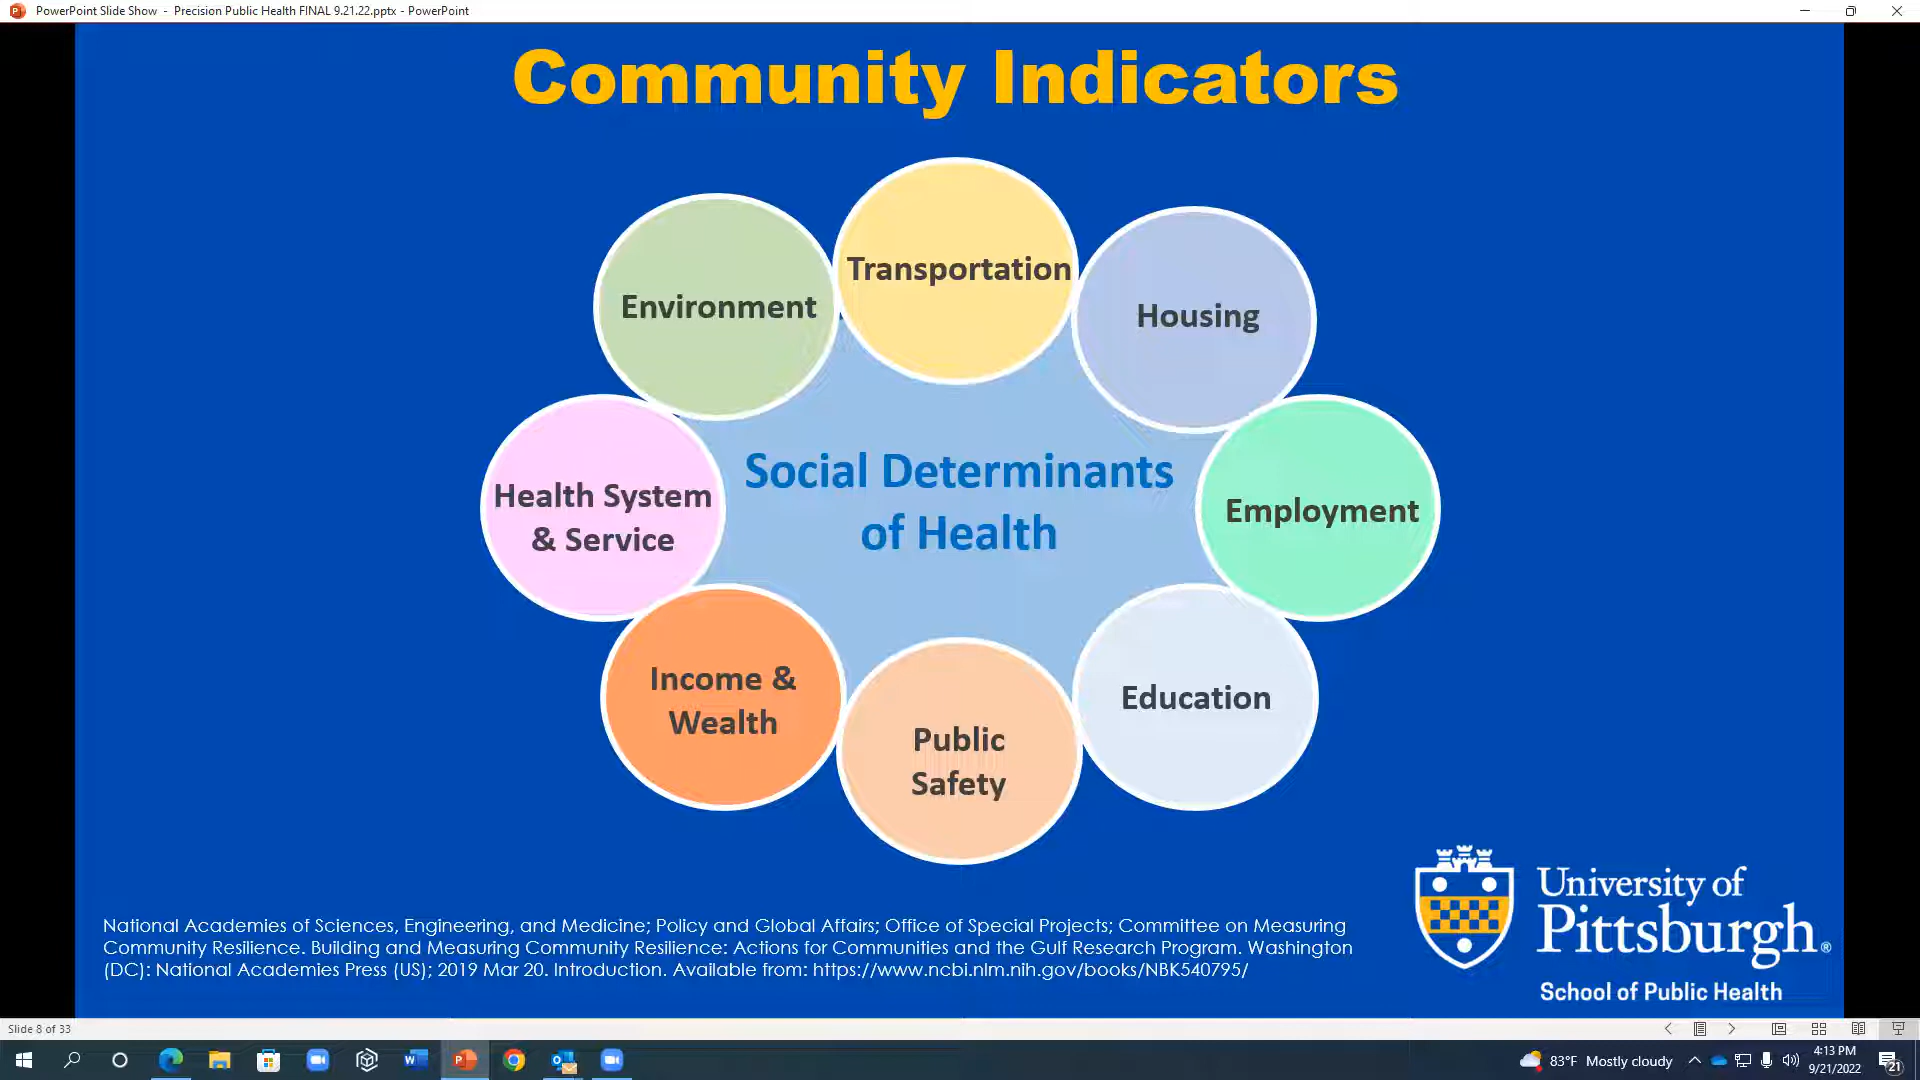 PowerPoint Slide Show - Precision Public Health FINAL 9.21.22.pptx - PowerPoint
Community Indicators
Transportation
Environment
Housing
Social Determinants
of Health
Health System
& Service
Employment
Income &
Wealth
Education
Public
Safety
National Academies of Sciences, Engineering, and Medicine; Policy and Global Affairs; Office of Special Projects; Committee on Measuring
Community Resilience. Building and Measuring Community Resilience: Actions for Communities and the Gulf Research Program. Washington
(DC): National Academies Press (US); 2019 Mar 20. Introduction. Available from: https://www.ncbi.nlm.nih.gov/books/NBK540795/
University of
Pittsburgh®
School of Public Health
Slide 8 of 33
83°F Mostly cloudy
4:13 PM
9/21/2022
21